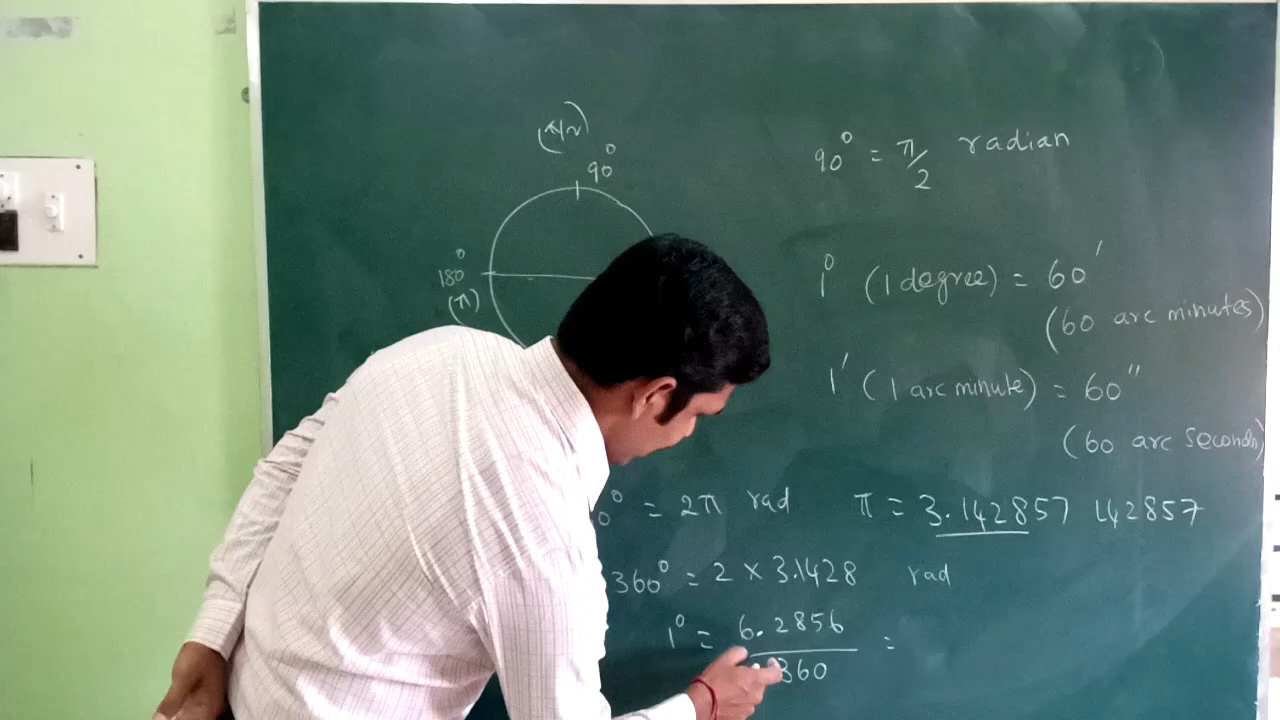 (π/2)
90°
180°
(π)
90° = π/2 radian
1° (1 degree) = 60′
(60 arc minutes)
1′ (1 arc minute) = 60″
(60 arc seconds)
0° = 2π rad π = 3.142857 142857
360° = 2 × 3.1428 rad
1° = 6.2856 =
360